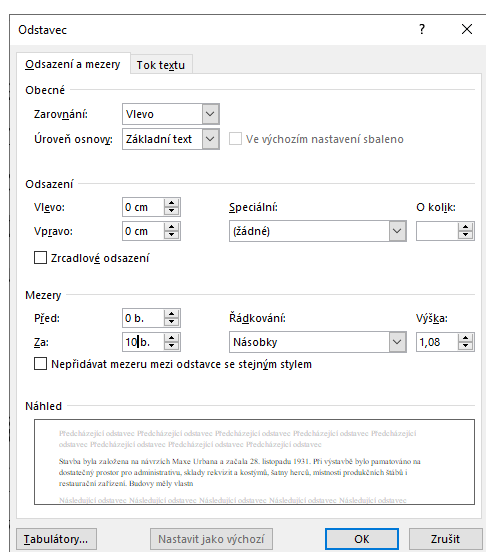 Odstavec ? ×
Odsazení a mezery Tok textu
Obecné
Zarovnání: Vlevo
Úroveň osnovy: Základní text Ve výchozím nastavení sbaleno
Odsazení
Vlevo: 0 cm Speciální: O kolik:
Vpravo: 0 cm (žádné)
Zrcadlové odsazení
Mezery
Před: 0 b. Řádkování: Výška:
Za: 10 b. Násobky 1,08
Nepřidávat mezeru mezi odstavce se stejným stylem
Náhled
Předcházející odstavec Předcházející odstavec Předcházející odstavec Předcházející odstavec Předcházející
odstavec Předcházející odstavec Předcházející odstavec Předcházející odstavec
Stavba byla založena na návrzích Maxe Urbana a začala 28. listopadu 1931. Při výstavbě bylo pamatováno na
dostatečný prostor pro administrativu, sklady rekvizit a kostýmů, šatny herců, místnosti produkčních štábů i
restaurační zařízení. Budovy měly vlastn
Následující odstavec Následující odstavec Následující odstavec Následující odstavec Následující odstavec
Tabulátory... Nastavit jako výchozí OK Zrušit